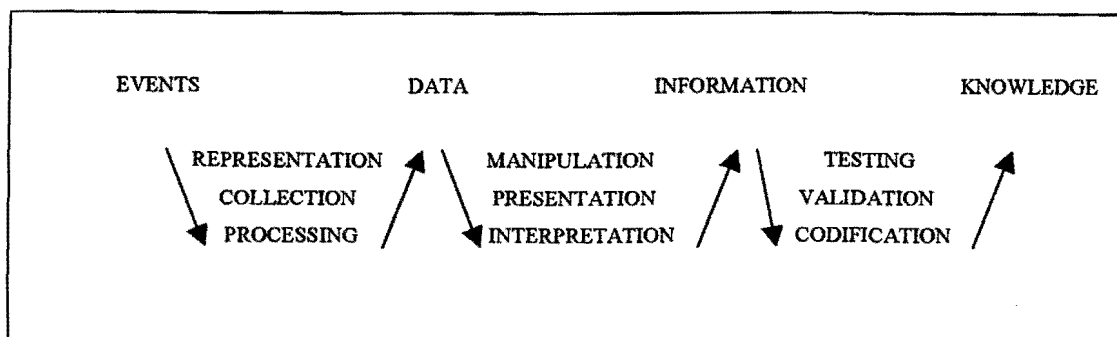 EVENTS DATA INFORMATION KNOWLEDGE
REPRESENTATION MANIPULATION TESTING
COLLECTION PRESENTATION VALIDATION
PROCESSING INTERPRETATION CODIFICATION